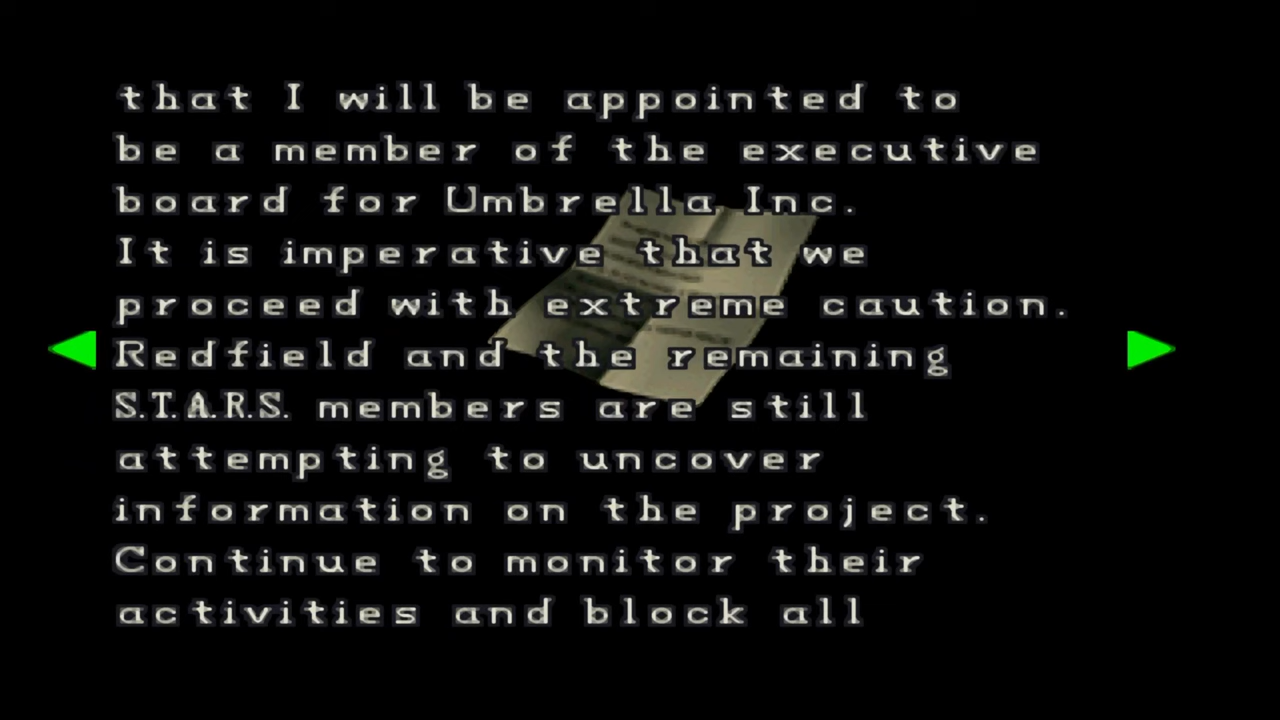 that I will be appointed to
be a member of the executive
board for Umbrella Inc.
It is imperative that we
proceed with extreme caution.
Redfield and the remaining
S.T.A.R.S. members are still
attempting to uncover
information on the project.
Continue to monitor their
activities and block all